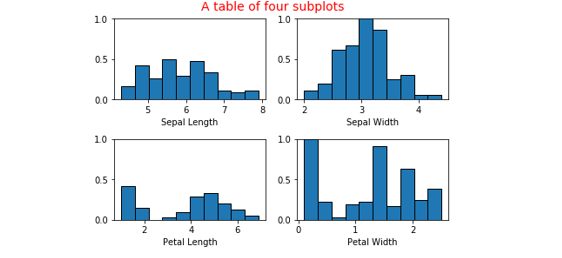 A table of four subplots
1.0 1.0
0.5 0.5
0.0 0.0
5 6 7 8 2 3 4
Sepal Length Sepal Width
1.0 1.0
0.5 0.5
0.0 0.0
2 4 6 0 1 2
Petal Length Petal Width